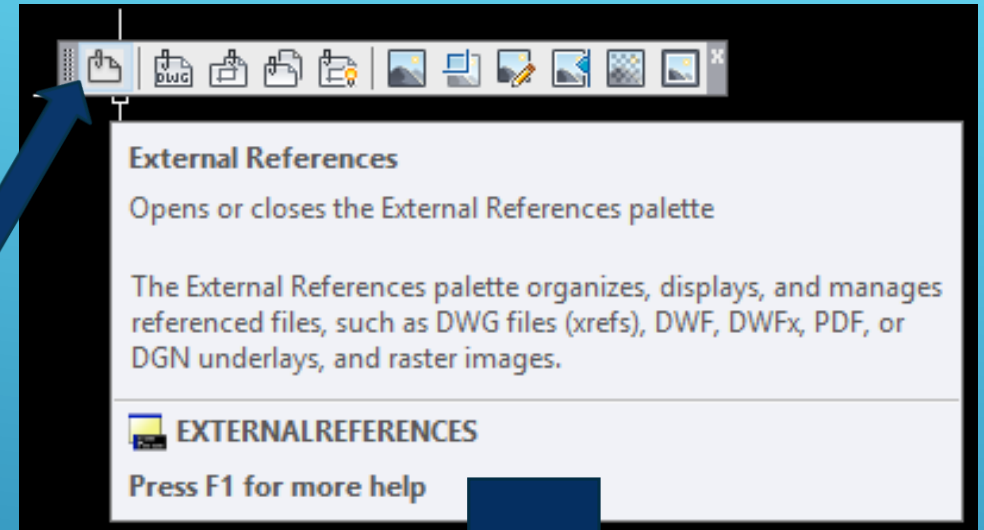 DWG
External References
Opens or closes the External References palette
The External References palette organizes, displays, and manages
referenced files, such as DWG files (xrefs), DWF, DWFx, PDF, or
DGN underlays, and raster images.
EXTERNALREFERENCES
Press F1 for more help